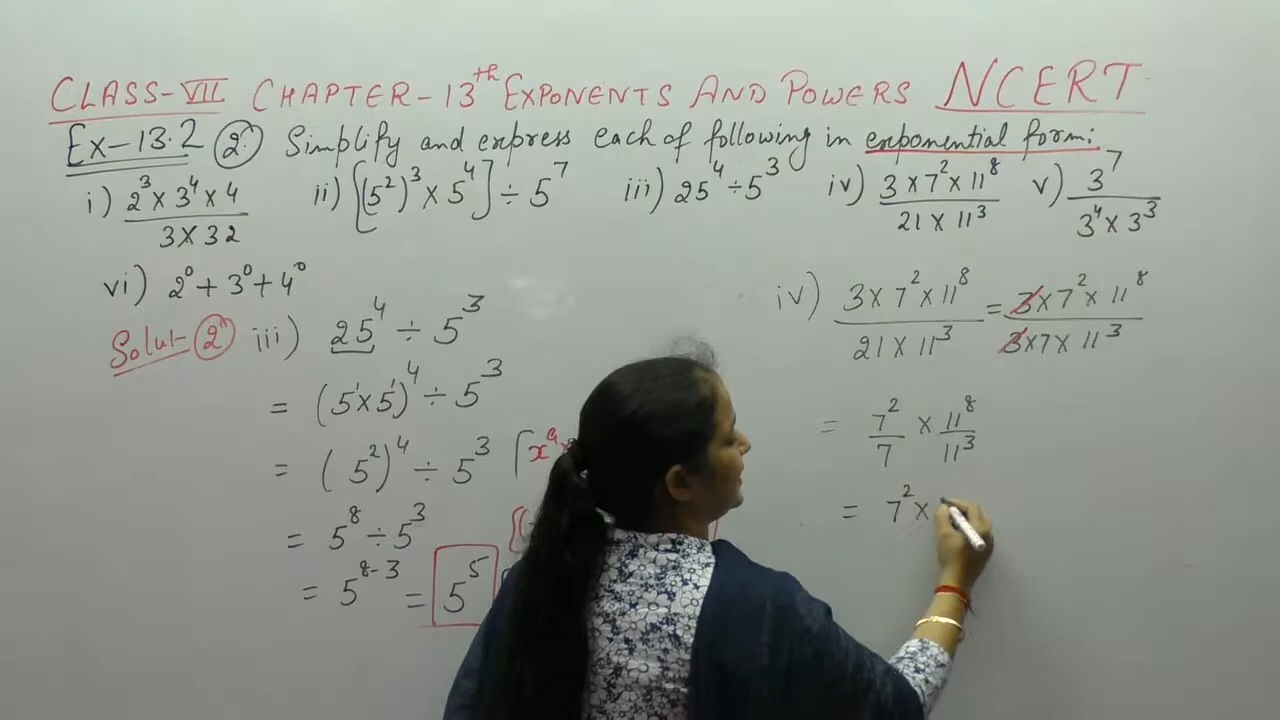 CLASS-VII CHAPTER-13th EXPONENTS AND POWERS NCERT
Ex-13.2 (2) Simplify and express each of following in exponential form:
i) (2³ × 3⁴ × 4)/(3 × 32) ii) [(5²)³ × 5⁴] ÷ 5⁷ iii) 25⁴ ÷ 5³ iv) (3 × 7² × 11⁸)/(21 × 11³) v) 3⁷/(3⁴ × 3³)
vi) 2⁰ + 3⁰ + 4⁰
Solut- (2) iii) 25⁴ ÷ 5³
= (5¹ × 5¹)⁴ ÷ 5³
= (5²)⁴ ÷ 5³ [xᵃ ×
= 5⁸ ÷ 5³
= 5⁸⁻³ = 5⁵
iv) (3 × 7² × 11⁸)/(21 × 11³) = (3 × 7² × 11⁸)/(3 × 7 × 11³)
= 7²/7 × 11⁸/11³
= 7² ×